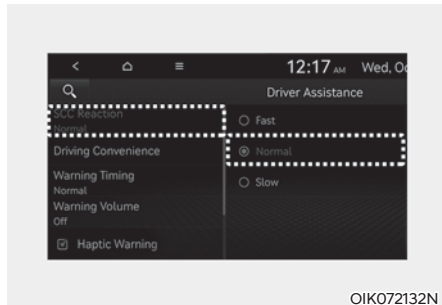 12:17 AM Wed, Oc
Driver Assistance
SCC Reaction
Normal
Driving Convenience
Warning Timing
Normal
Warning Volume
Off
Haptic Warning
Fast
Normal
Slow
OIK072132N